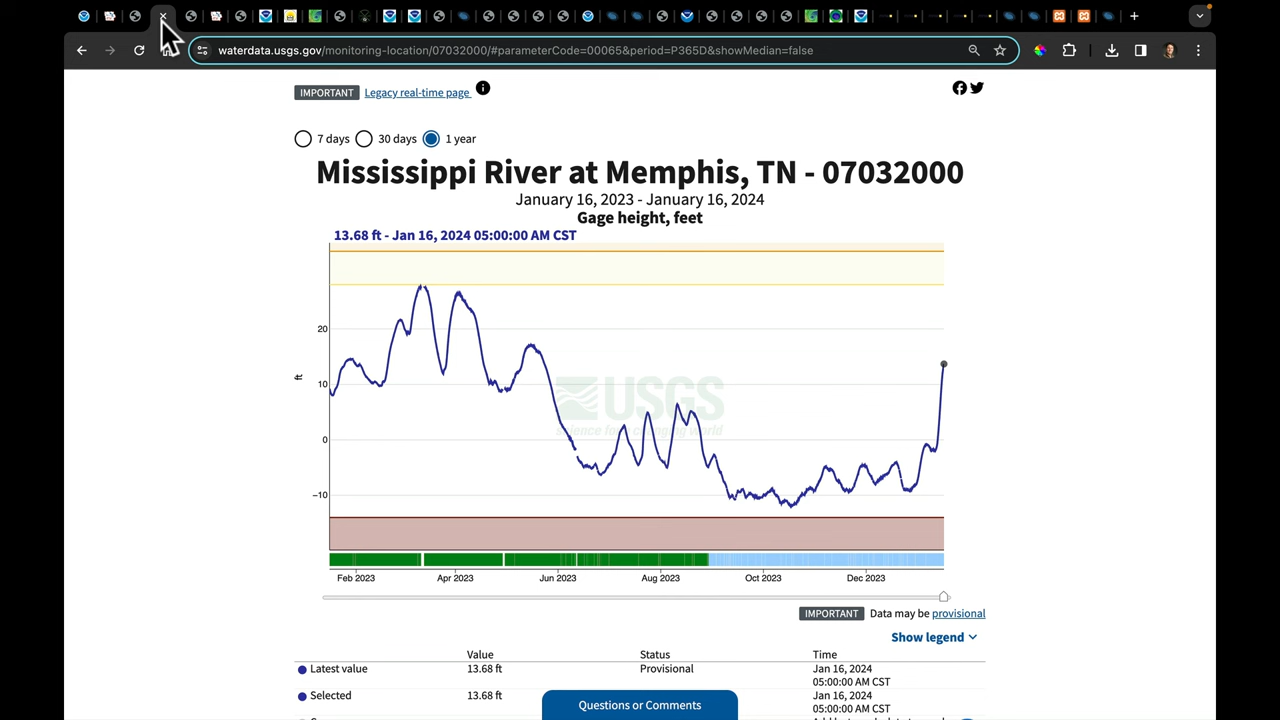 waterdata.usgs.gov/monitoring-location/07032000/#parameterCode=00065&period=P365D&showMedian=false
IMPORTANT Legacy real-time page
7 days 30 days 1 year
Mississippi River at Memphis, TN - 07032000
January 16, 2023 - January 16, 2024
Gage height, feet
13.68 ft - Jan 16, 2024 05:00:00 AM CST
20
ft
10
0
−10
USGS
science for a changing world
Feb 2023 Apr 2023 Jun 2023 Aug 2023 Oct 2023 Dec 2023
IMPORTANT Data may be provisional
Show legend
Value Status Time
Latest value 13.68 ft Provisional Jan 16, 2024
05:00:00 AM CST
Selected 13.68 ft Jan 16, 2024
05:00:00 AM CST
Questions or Comments